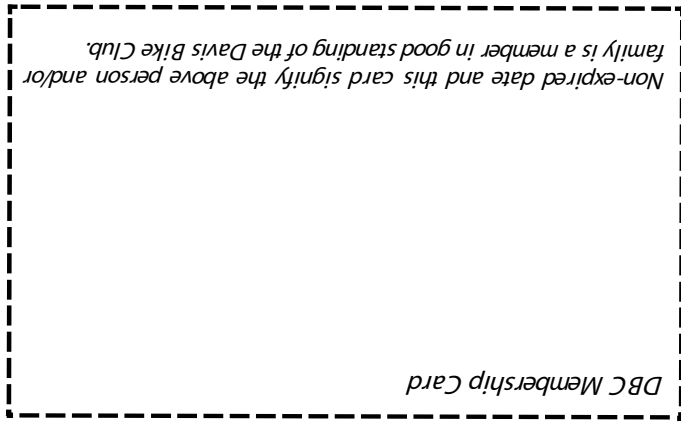 DBC Membership Card
Non-expired date and this card signify the above person and/or
family is a member in good standing of the Davis Bike Club.